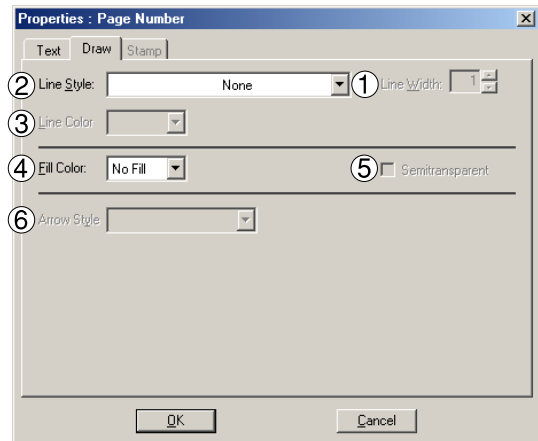 Properties : Page Number
Text Draw Stamp
② Line Style: None ① Line Width: 1
③ Line Color
④ Fill Color: No Fill ⑤ Semitransparent
⑥ Arrow Style
OK Cancel